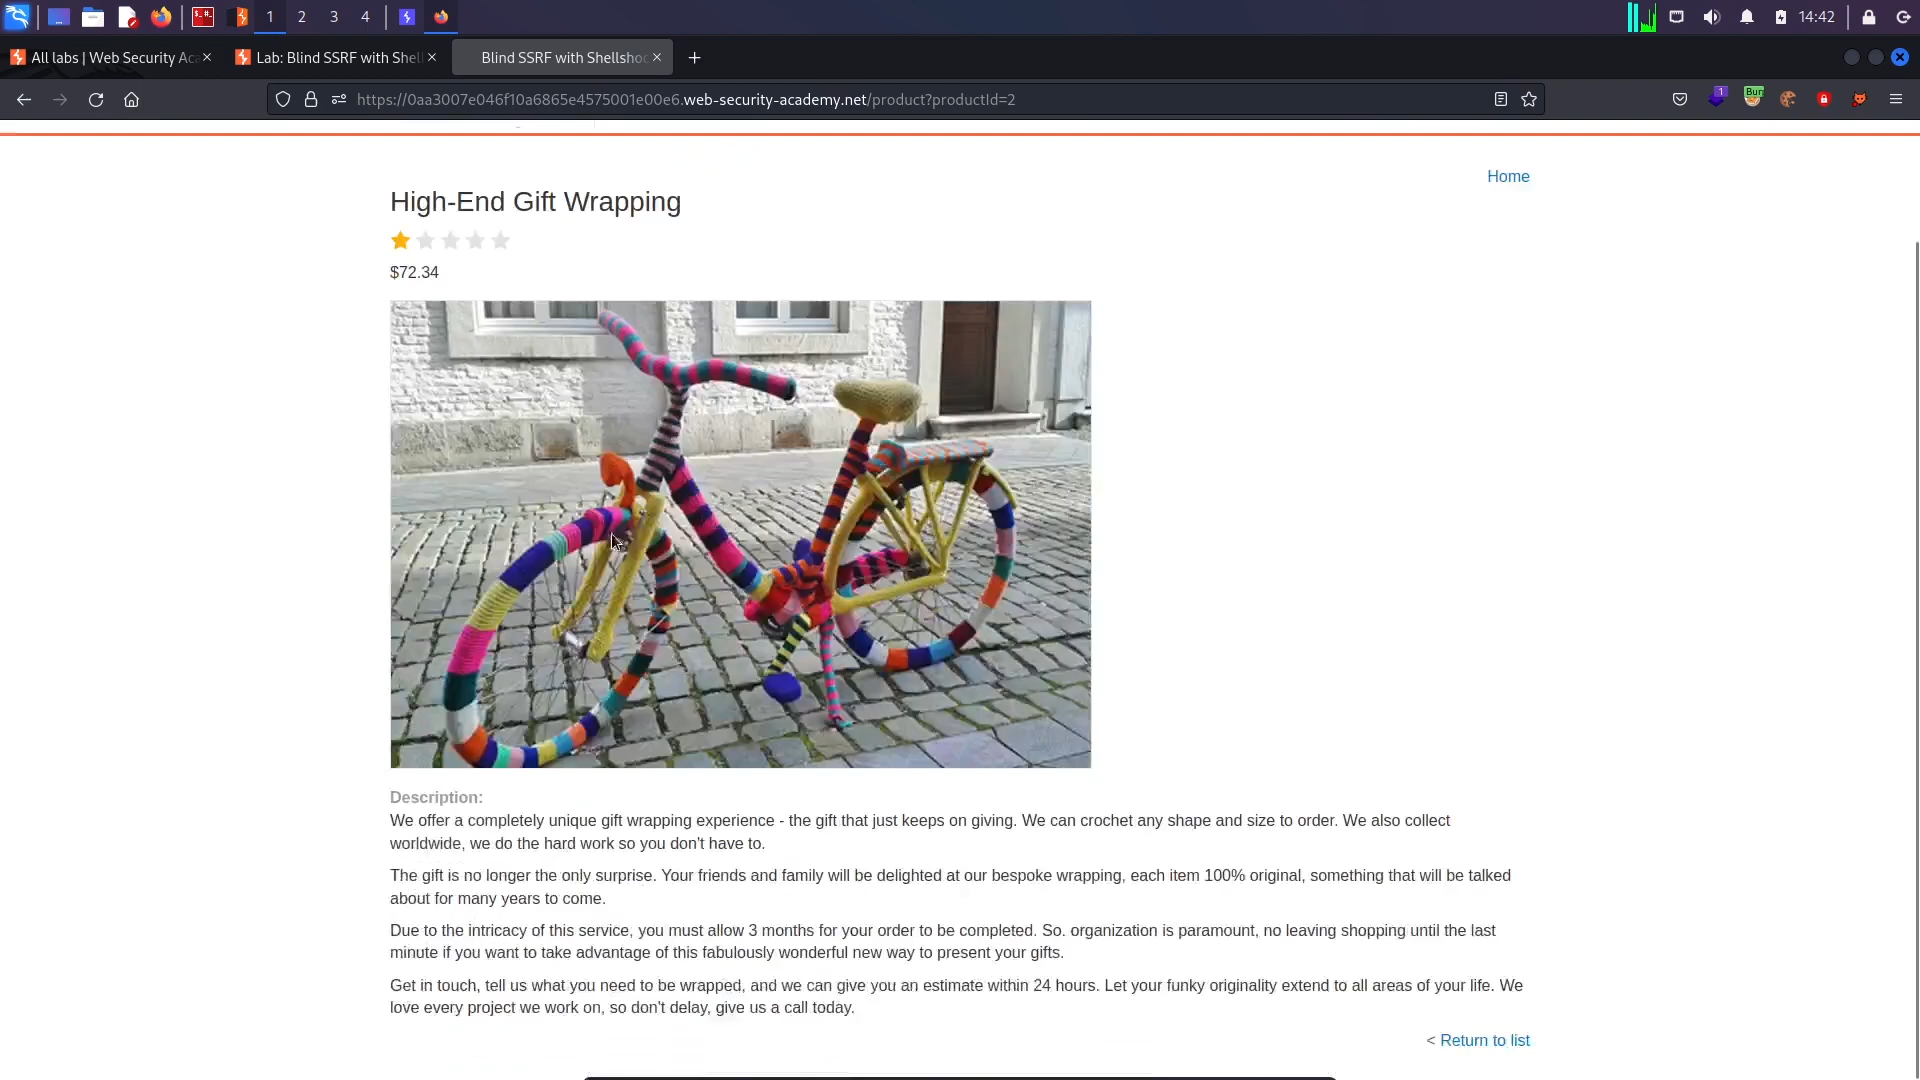 1 2 3 4
14:42
All labs | Web Security Aca
Lab: Blind SSRF with Shell
Blind SSRF with Shellshoc
https://0aa3007e046f10a6865e4575001e00e6.web-security-academy.net/product?productId=2
1
Burp
Home
High-End Gift Wrapping
$72.34
Description:
We offer a completely unique gift wrapping experience - the gift that just keeps on giving. We can crochet any shape and size to order. We also collect
worldwide, we do the hard work so you don't have to.
The gift is no longer the only surprise. Your friends and family will be delighted at our bespoke wrapping, each item 100% original, something that will be talked
about for many years to come.
Due to the intricacy of this service, you must allow 3 months for your order to be completed. So. organization is paramount, no leaving shopping until the last
minute if you want to take advantage of this fabulously wonderful new way to present your gifts.
Get in touch, tell us what you need to be wrapped, and we can give you an estimate within 24 hours. Let your funky originality extend to all areas of your life. We
love every project we work on, so don't delay, give us a call today.
< Return to list